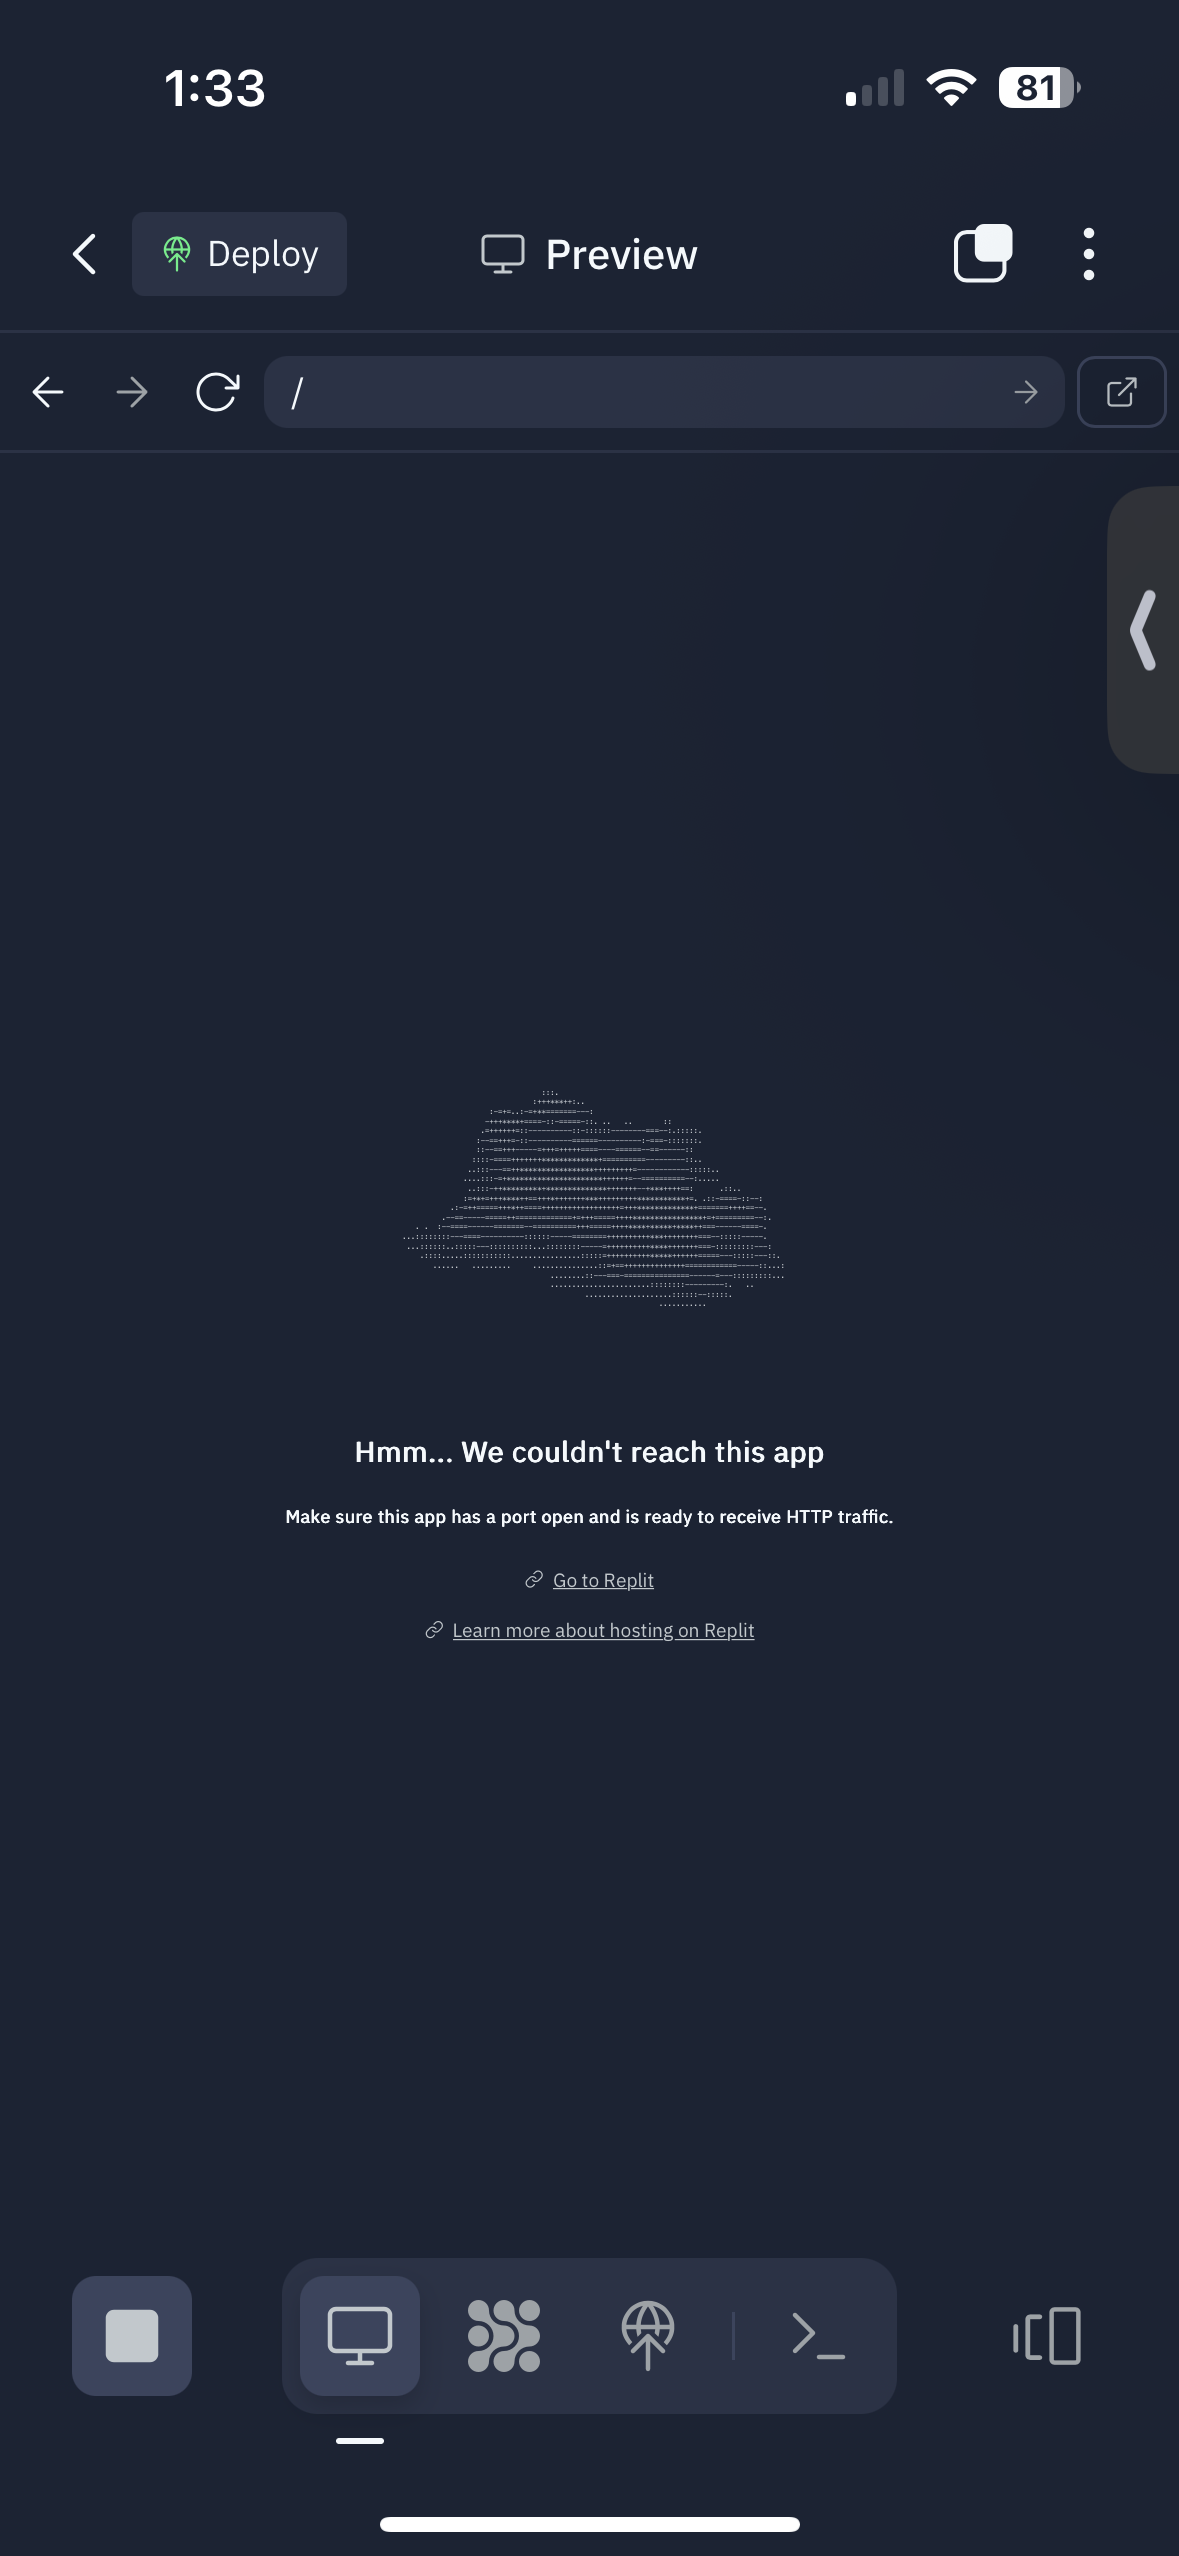 1:33
81
Deploy
Preview
/
Hmm... We couldn't reach this app
Make sure this app has a port open and is ready to receive HTTP traffic.
Go to Replit
Learn more about hosting on Replit